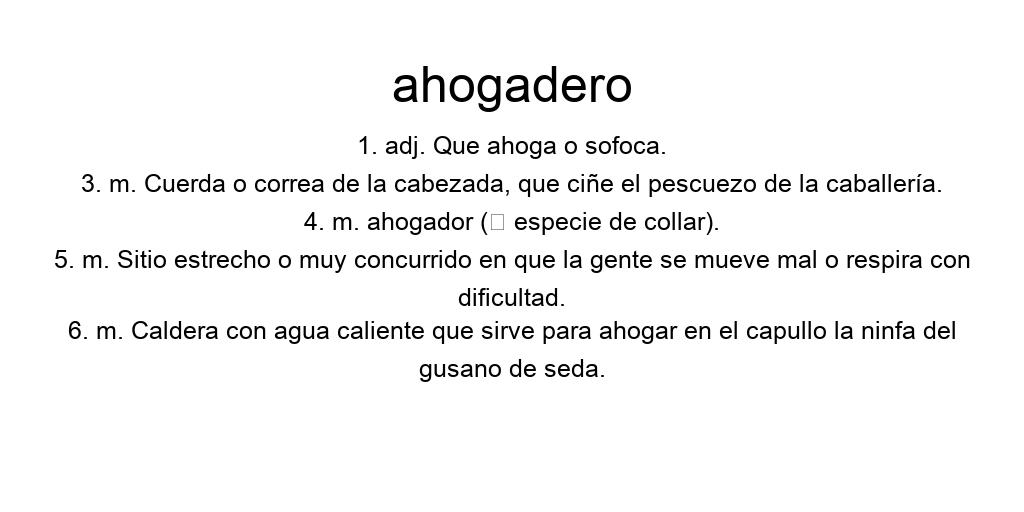 ahogadero
1. adj. Que ahoga o sofoca.
3. m. Cuerda o correa de la cabezada, que ciñe el pescuezo de la caballería.
4. m. ahogador (□ especie de collar).
5. m. Sitio estrecho o muy concurrido en que la gente se mueve mal o respira con
dificultad.
6. m. Caldera con agua caliente que sirve para ahogar en el capullo la ninfa del
gusano de seda.